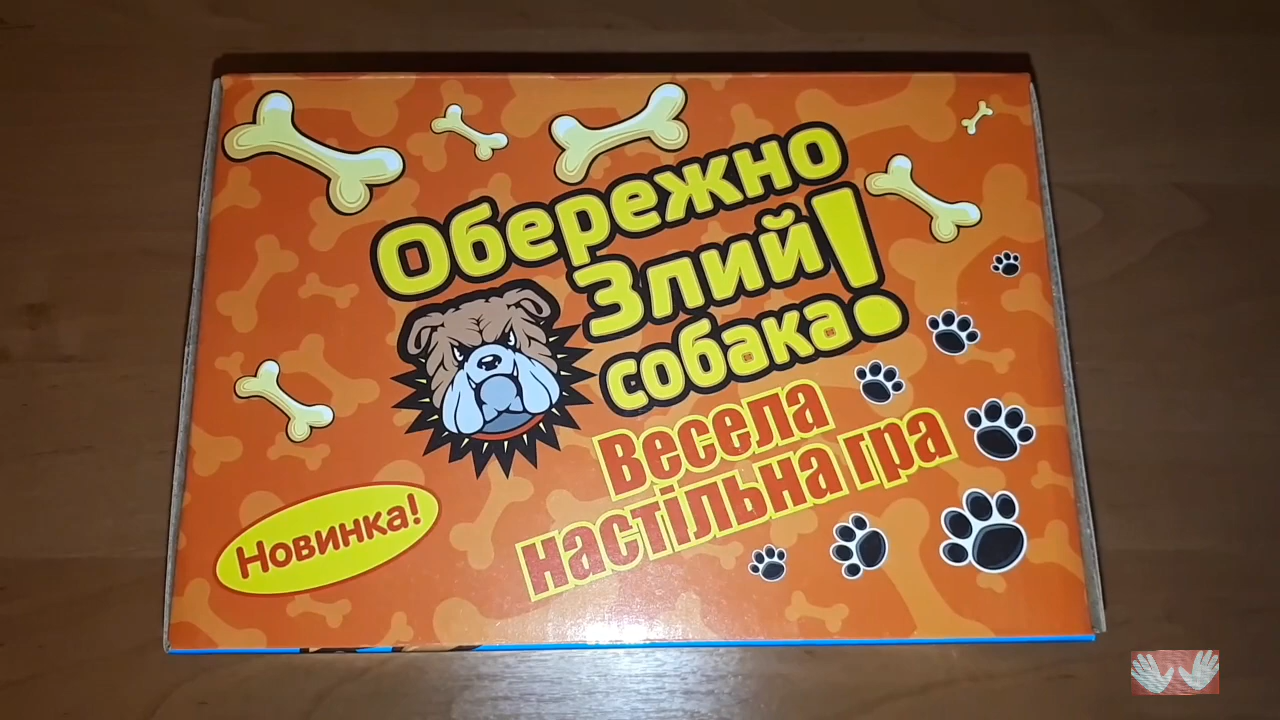 Обережно
Злий
собака!
Весела
настільна гра
Новинка!